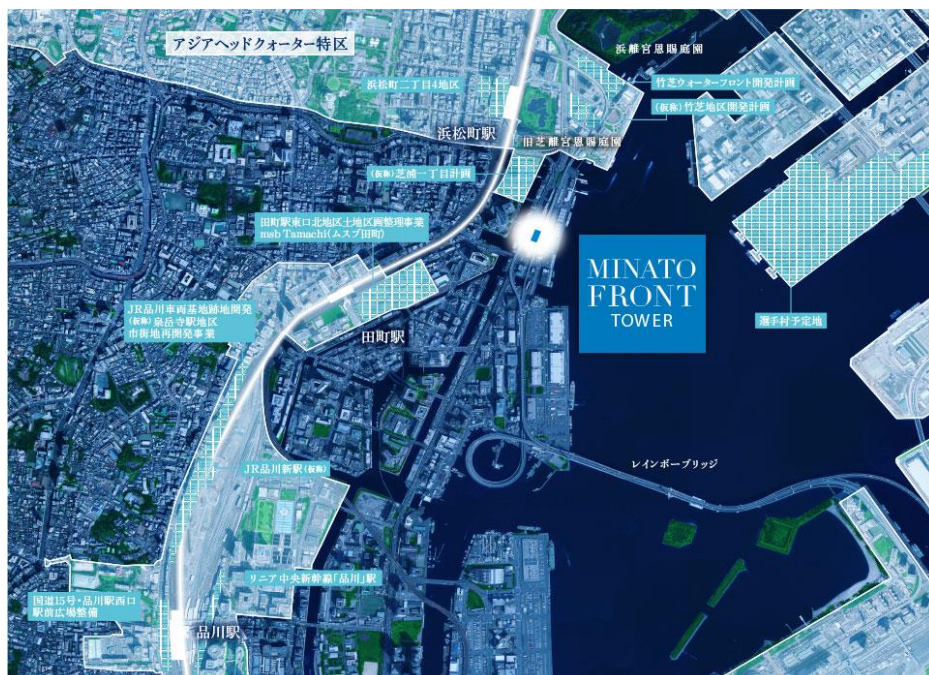 アジアヘッドクォーター特区
浜離宮恩賜庭園
浜松町二丁目4地区
竹芝ウォーターフロント開発計画
(仮称)竹芝地区開発計画
浜松町駅
旧芝離宮恩賜庭園
(仮称)芝浦一丁目計画
田町駅東口北地区土地区画整理事業
msb Tamachi(ムスブ田町)
MINATO
FRONT
TOWER
JR品川車両基地跡地開発
(仮称)泉岳寺駅地区
市街地再開発事業
選手村予定地
田町駅
レインボーブリッジ
JR品川新駅(仮称)
リニア中央新幹線「品川」駅
国道15号・品川駅西口
駅前広場整備
品川駅